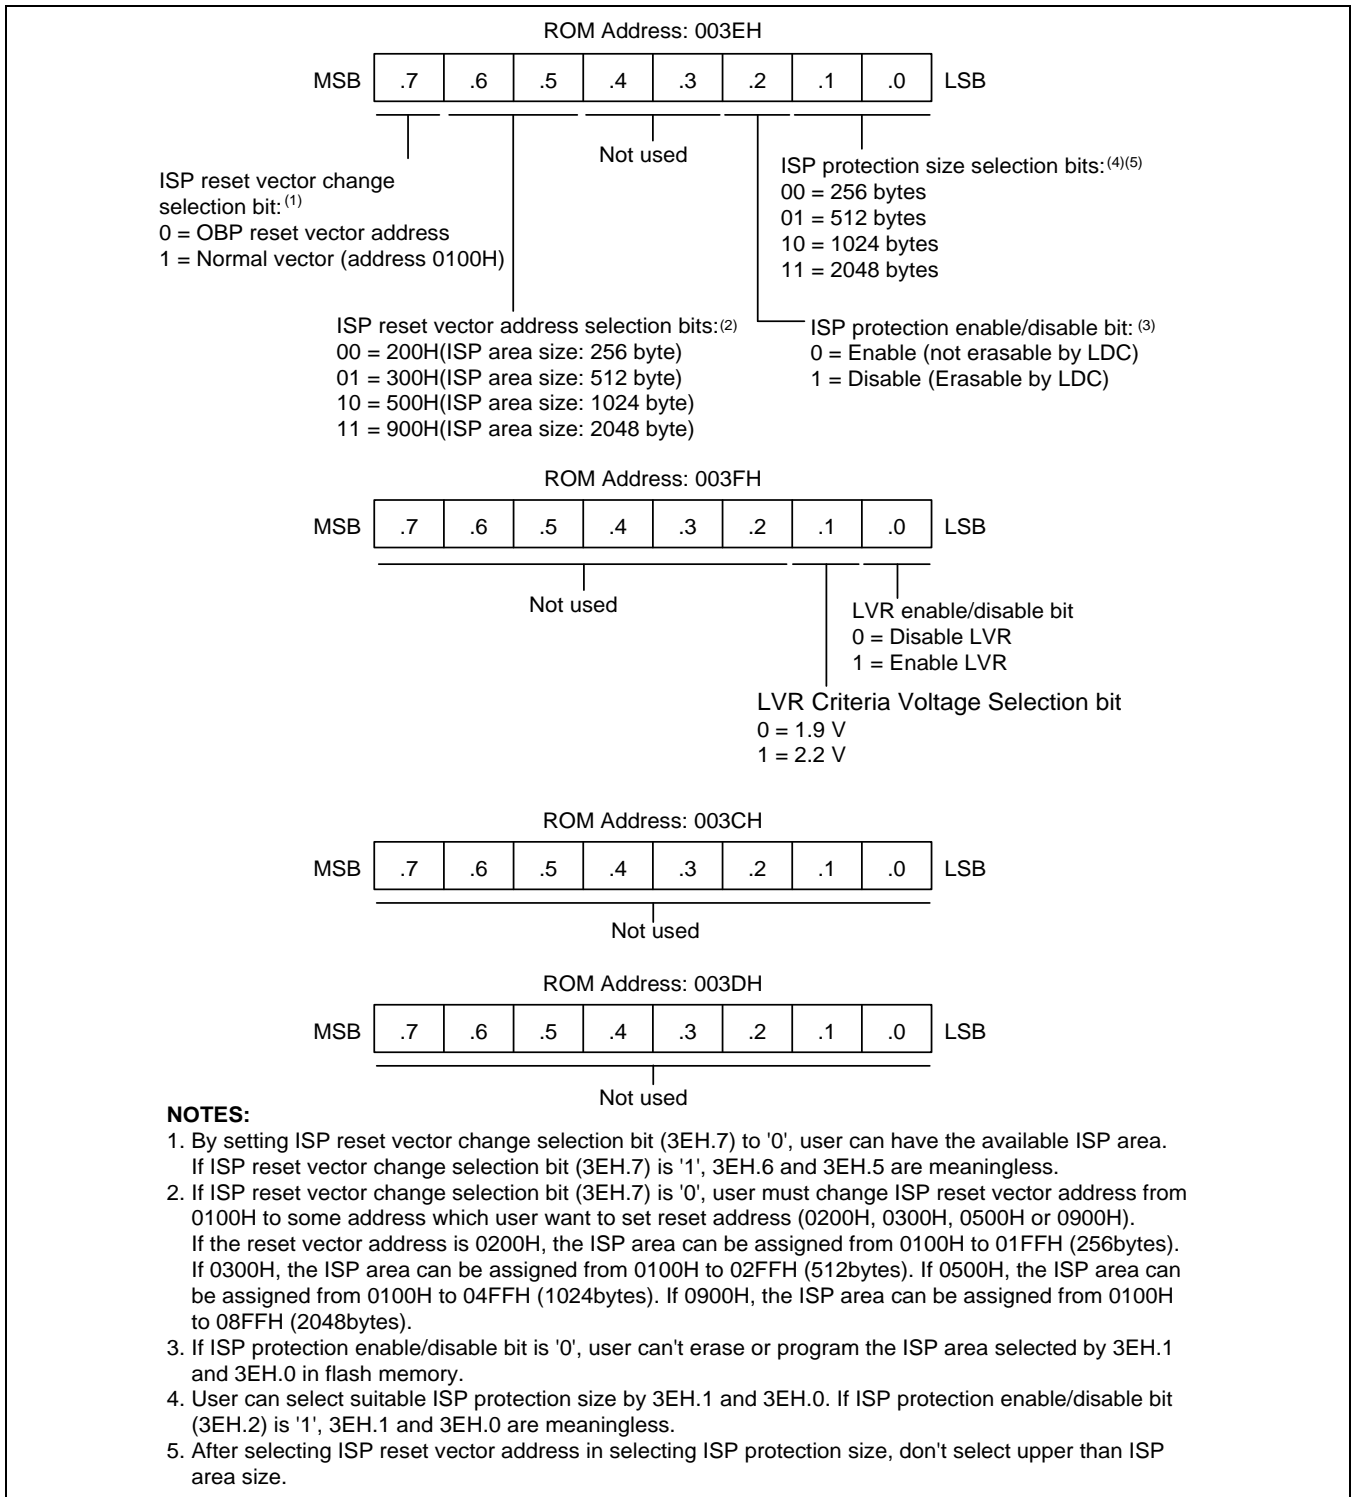 ROM Address: 003EH
MSB .7 .6 .5 .4 .3 .2 .1 .0 LSB
Not used
ISP reset vector change
selection bit: (1)
0 = OBP reset vector address
1 = Normal vector (address 0100H)
ISP protection size selection bits: (4)(5)
00 = 256 bytes
01 = 512 bytes
10 = 1024 bytes
11 = 2048 bytes
ISP reset vector address selection bits: (2)
00 = 200H(ISP area size: 256 byte)
01 = 300H(ISP area size: 512 byte)
10 = 500H(ISP area size: 1024 byte)
11 = 900H(ISP area size: 2048 byte)
ISP protection enable/disable bit: (3)
0 = Enable (not erasable by LDC)
1 = Disable (Erasable by LDC)
ROM Address: 003FH
MSB .7 .6 .5 .4 .3 .2 .1 .0 LSB
Not used
LVR enable/disable bit
0 = Disable LVR
1 = Enable LVR
LVR Criteria Voltage Selection bit
0 = 1.9 V
1 = 2.2 V
ROM Address: 003CH
MSB .7 .6 .5 .4 .3 .2 .1 .0 LSB
Not used
ROM Address: 003DH
MSB .7 .6 .5 .4 .3 .2 .1 .0 LSB
Not used
NOTES:
1. By setting ISP reset vector change selection bit (3EH.7) to '0', user can have the available ISP area.
If ISP reset vector change selection bit (3EH.7) is '1', 3EH.6 and 3EH.5 are meaningless.
2. If ISP reset vector change selection bit (3EH.7) is '0', user must change ISP reset vector address from
0100H to some address which user want to set reset address (0200H, 0300H, 0500H or 0900H).
If the reset vector address is 0200H, the ISP area can be assigned from 0100H to 01FFH (256bytes).
If 0300H, the ISP area can be assigned from 0100H to 02FFH (512bytes). If 0500H, the ISP area can
be assigned from 0100H to 04FFH (1024bytes). If 0900H, the ISP area can be assigned from 0100H
to 08FFH (2048bytes).
3. If ISP protection enable/disable bit is '0', user can't erase or program the ISP area selected by 3EH.1
and 3EH.0 in flash memory.
4. User can select suitable ISP protection size by 3EH.1 and 3EH.0. If ISP protection enable/disable bit
(3EH.2) is '1', 3EH.1 and 3EH.0 are meaningless.
5. After selecting ISP reset vector address in selecting ISP protection size, don't select upper than ISP
area size.